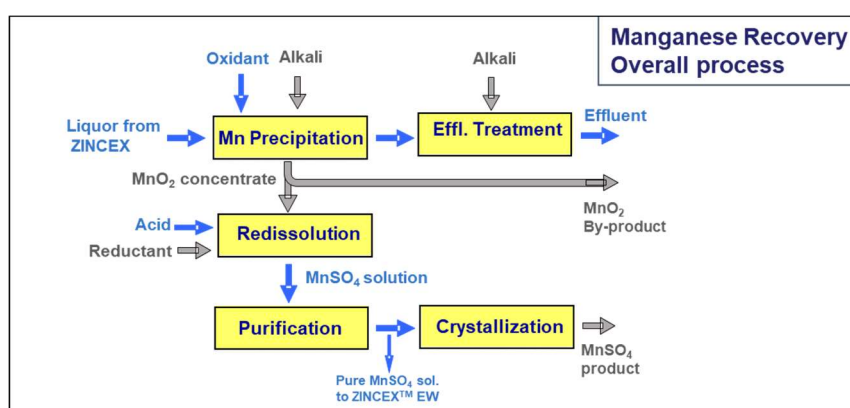 Manganese Recovery
Overall process
Oxidant
Alkali
Alkali
Liquor from
ZINCEX
Mn Precipitation
Effl. Treatment
Effluent
MnO₂ concentrate
MnO₂
By-product
Acid
Reductant
Redissolution
MnSO₄ solution
Purification
Crystallization
MnSO₄
product
Pure MnSO₄ sol.
to ZINCEX™ EW